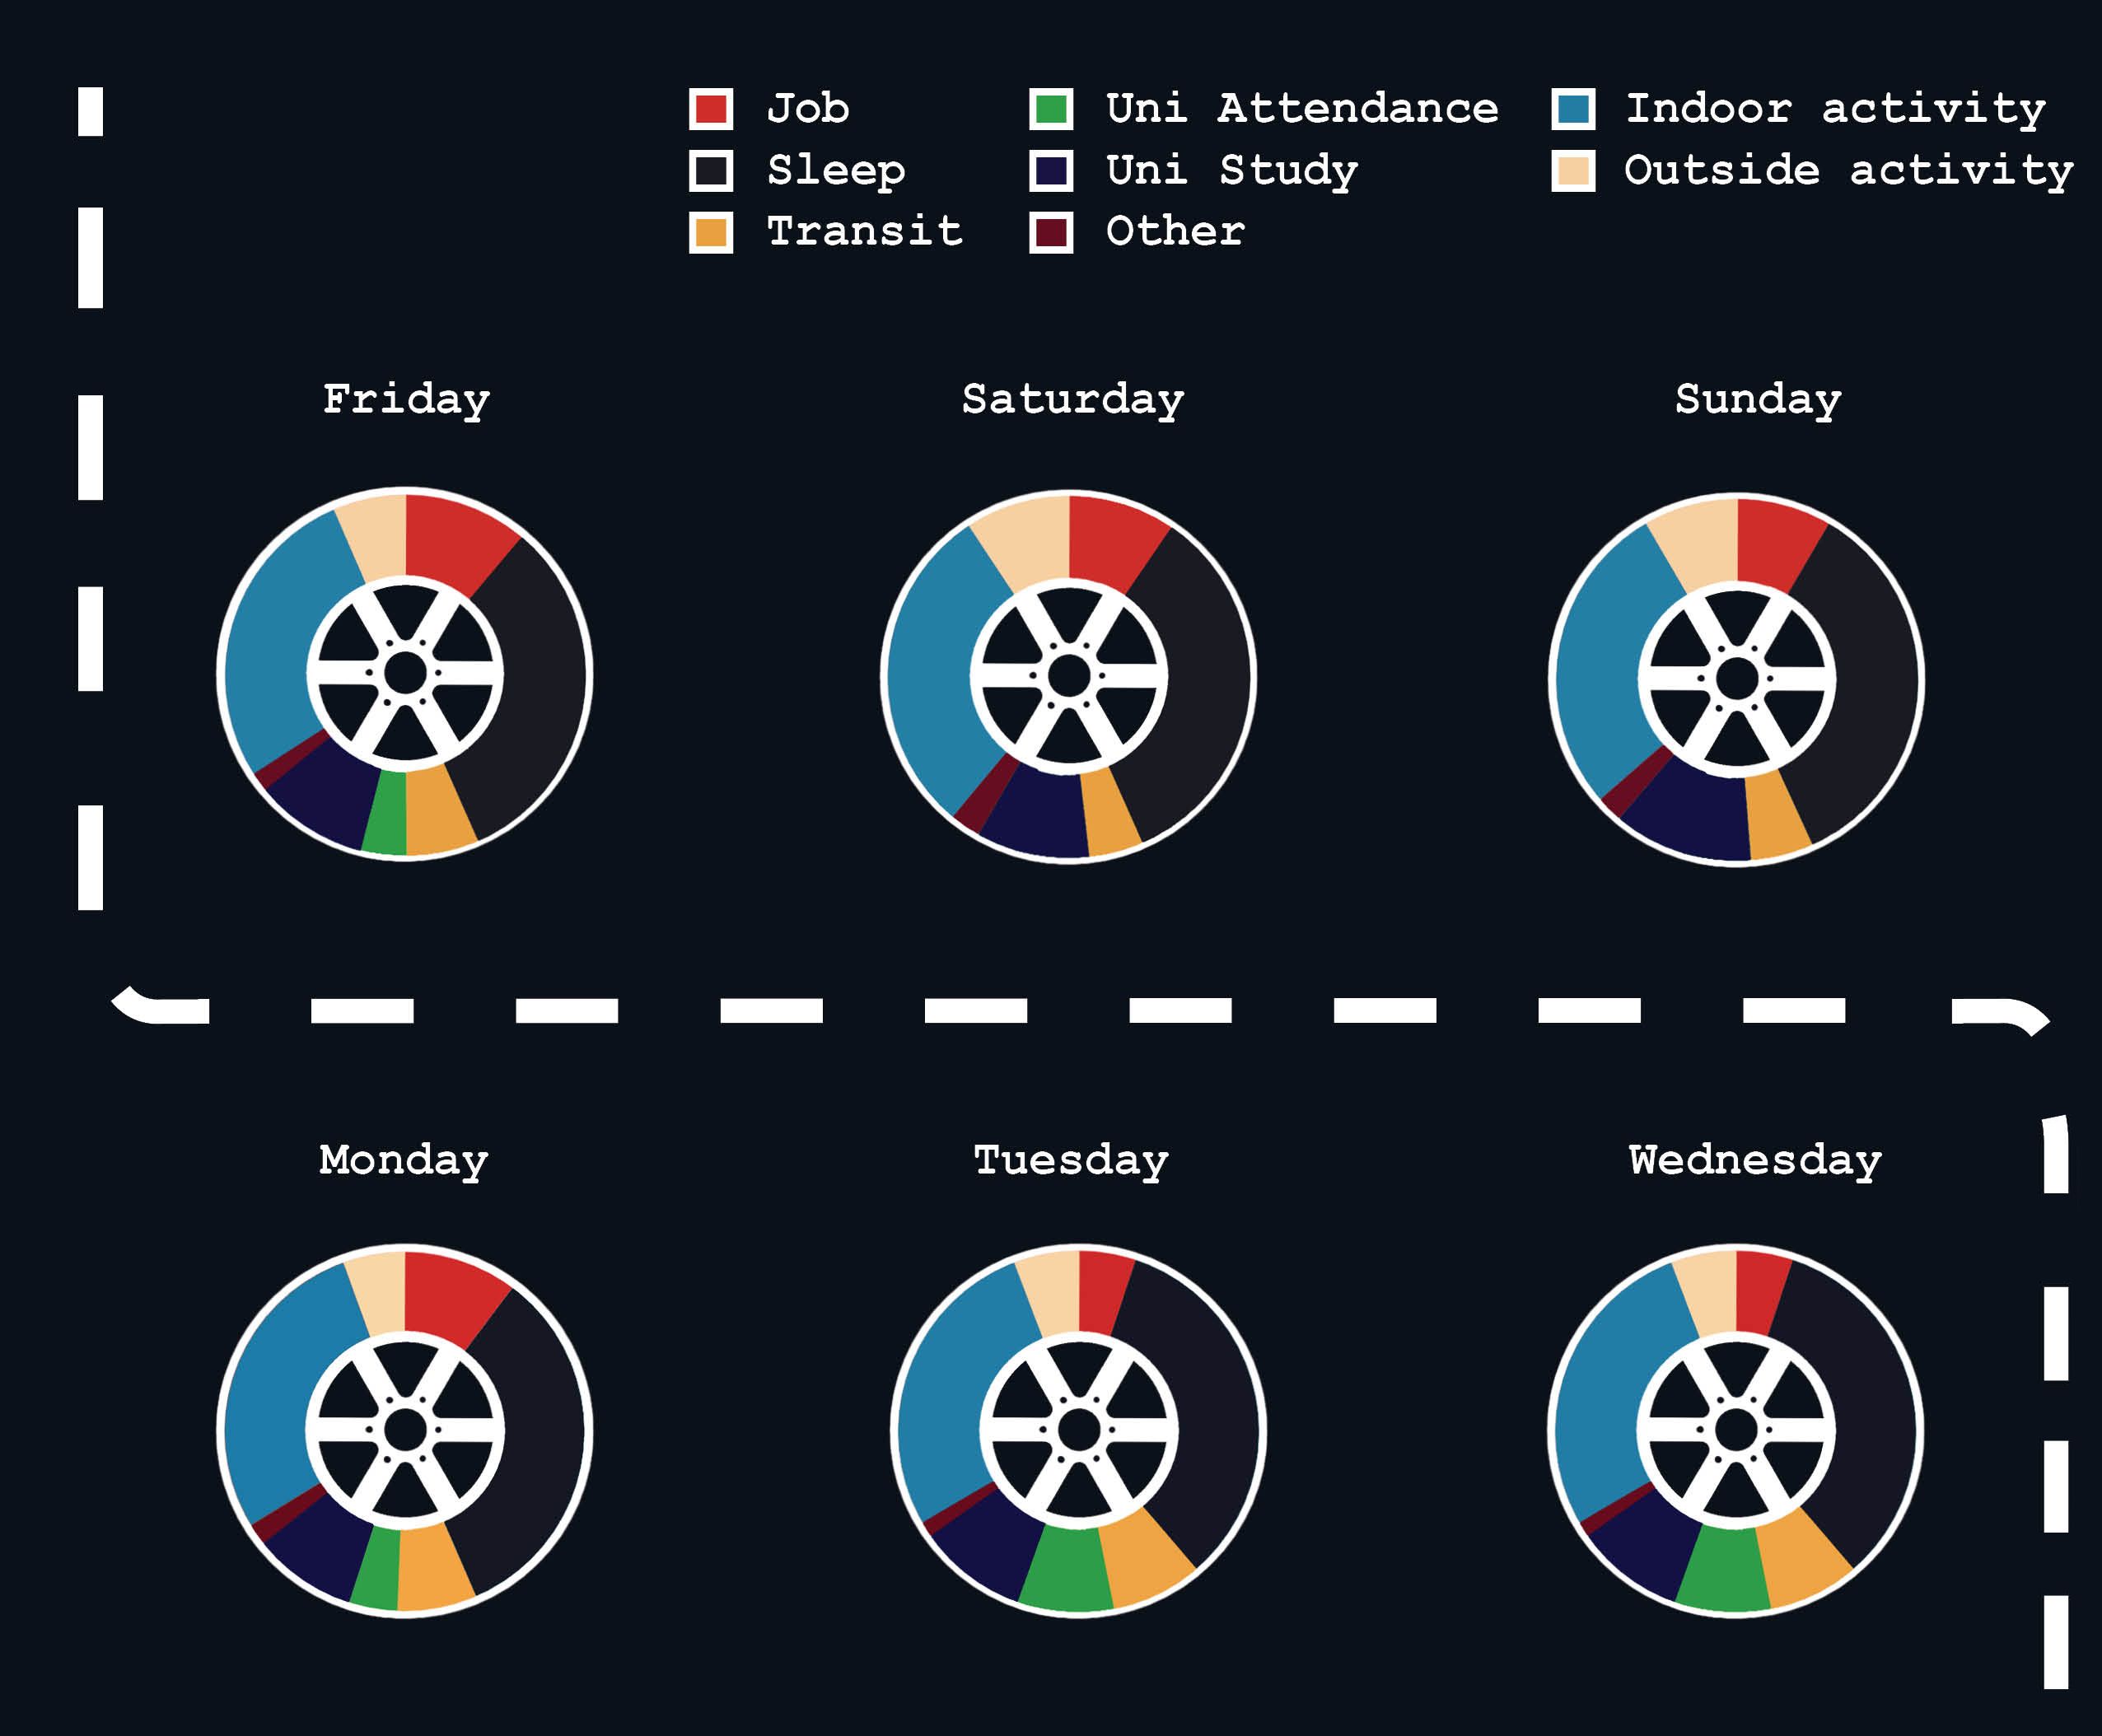 Job
Uni Attendance
Indoor activity
Sleep
Uni Study
Outside activity
Transit
Other
Friday
Saturday
Sunday
Monday
Tuesday
Wednesday